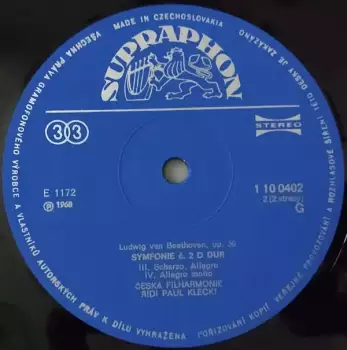 MADE IN CZECHOSLOVAKIA
VŠECHNA PRÁVA GRAMOFONOVÉHO VÝROBCE A VLASTNÍKŮ AUTORSKÝCH PRÁV K DÍLU VYHRAŽENA
POŘIZOVÁNÍ KOPIÍ, VEŘEJNÉ PROVOZOVÁNÍ A ROZHLASOVÉ ŠÍŘENÍ TÉTO DESKY JE ZAKÁZÁNO
SUPRAPHON
33
STEREO
E 1172
Ⓟ 1968
1 10 0402
2 (2. strana)
G
Ludwig van Beethoven, op. 36
SYMFONIE č. 2 D DUR
III. Scherzo. Allegro
IV. Allegro molto
ČESKÁ FILHARMONIE
ŘÍDÍ PAUL KLECKI